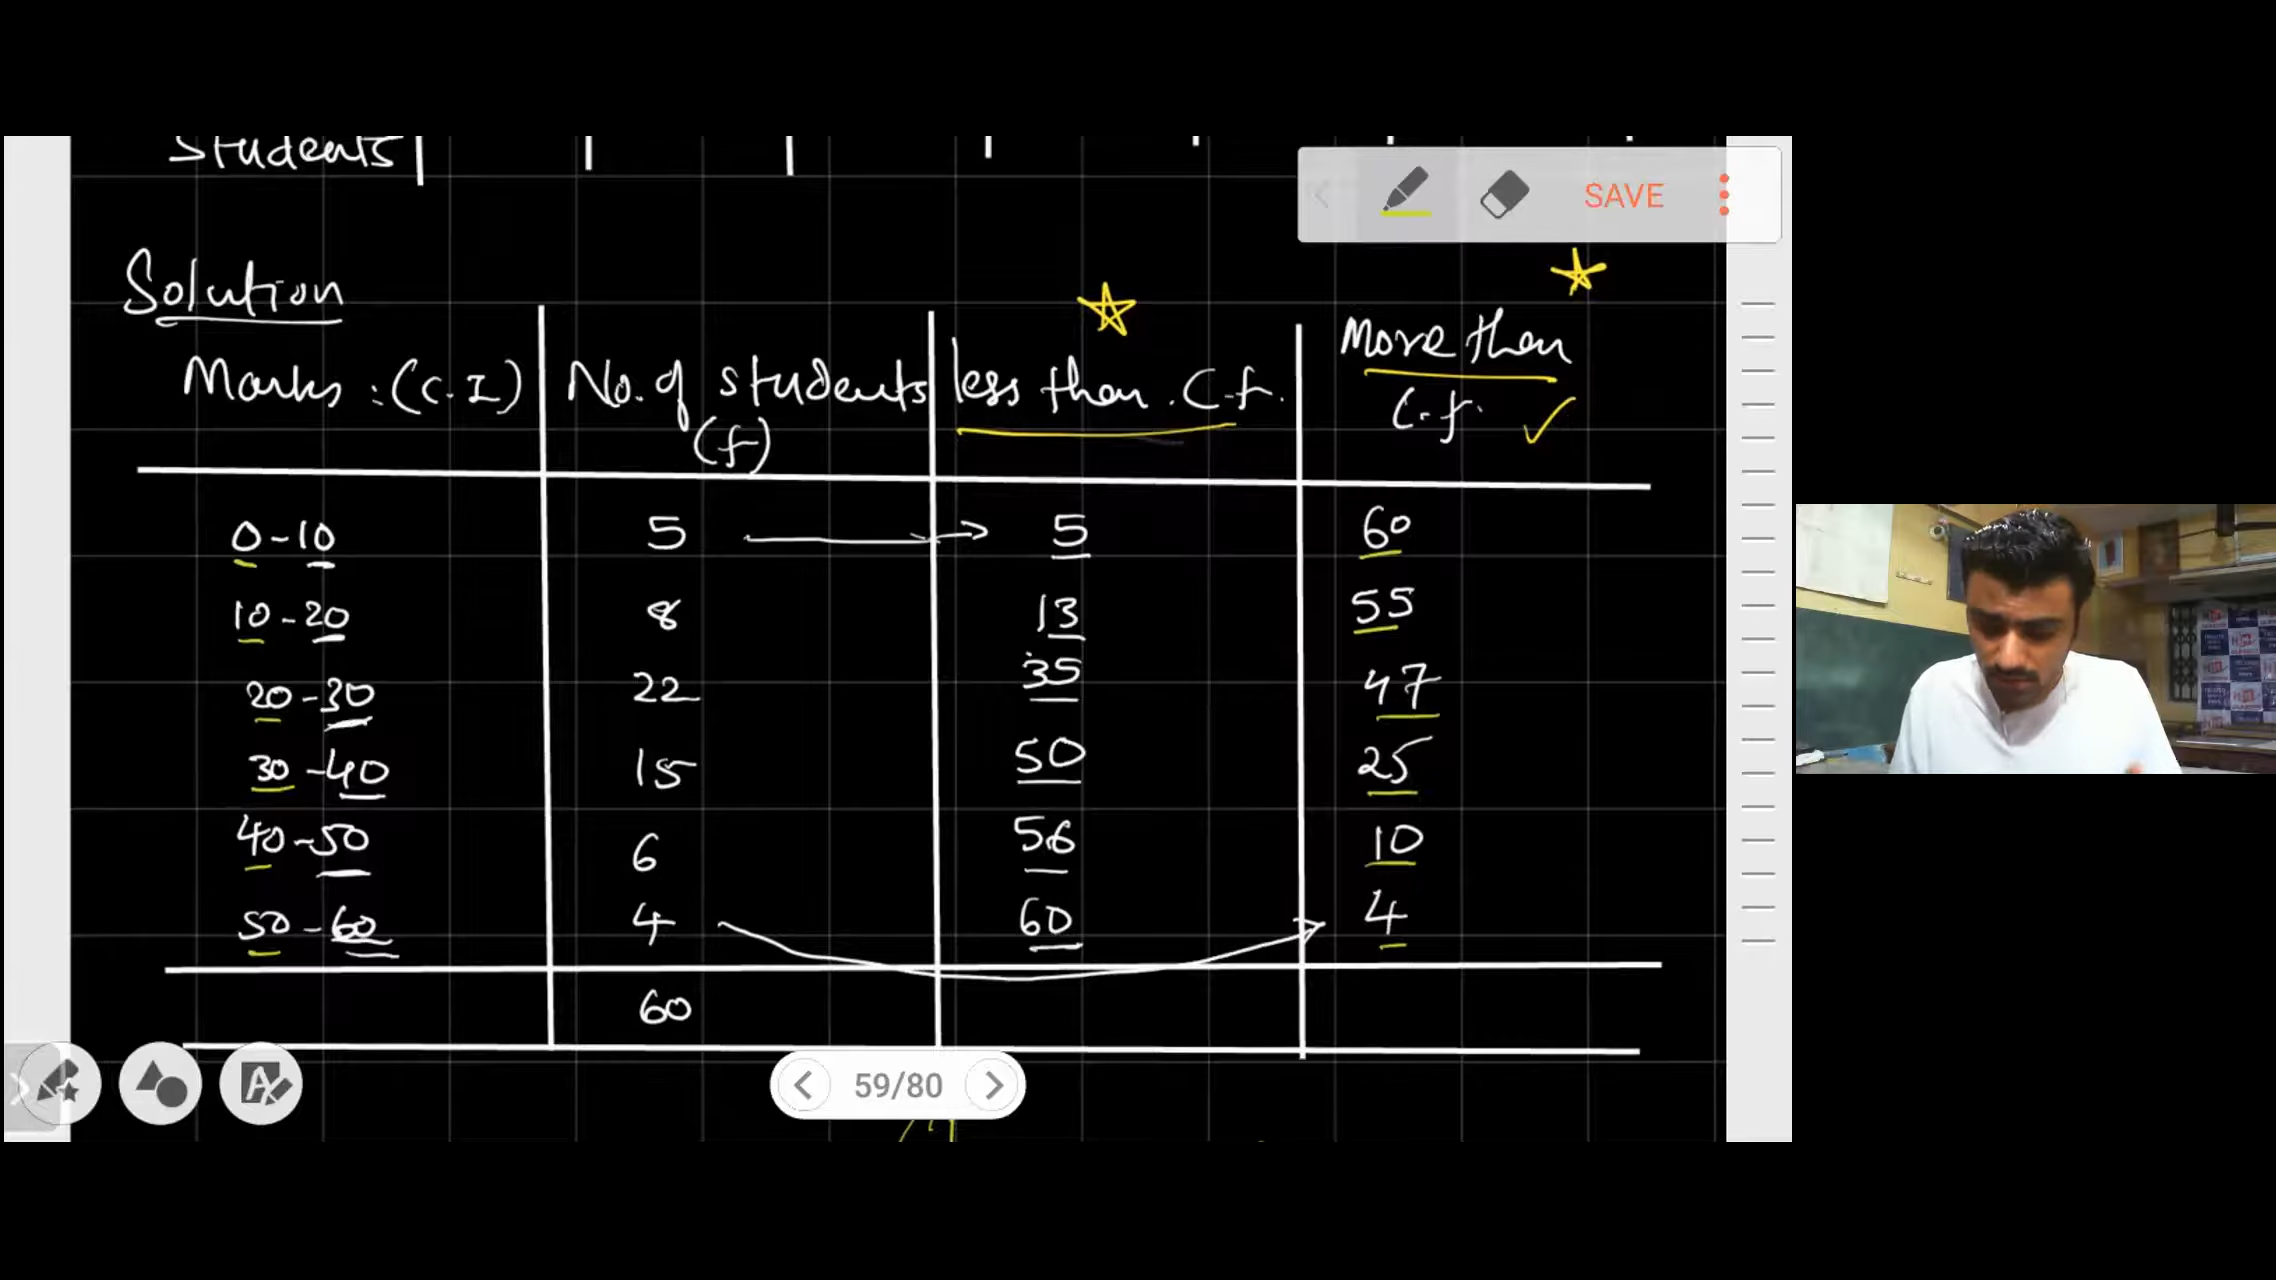 Students
SAVE
Solution
Marks :(C.I) No. of students (f) less than . C.f. More than C.f.
0-10 5 5 60
10-20 8 13 55
20-30 22 35 47
30-40 15 50 25
40-50 6 56 10
50-60 4 60 4
60
59/80